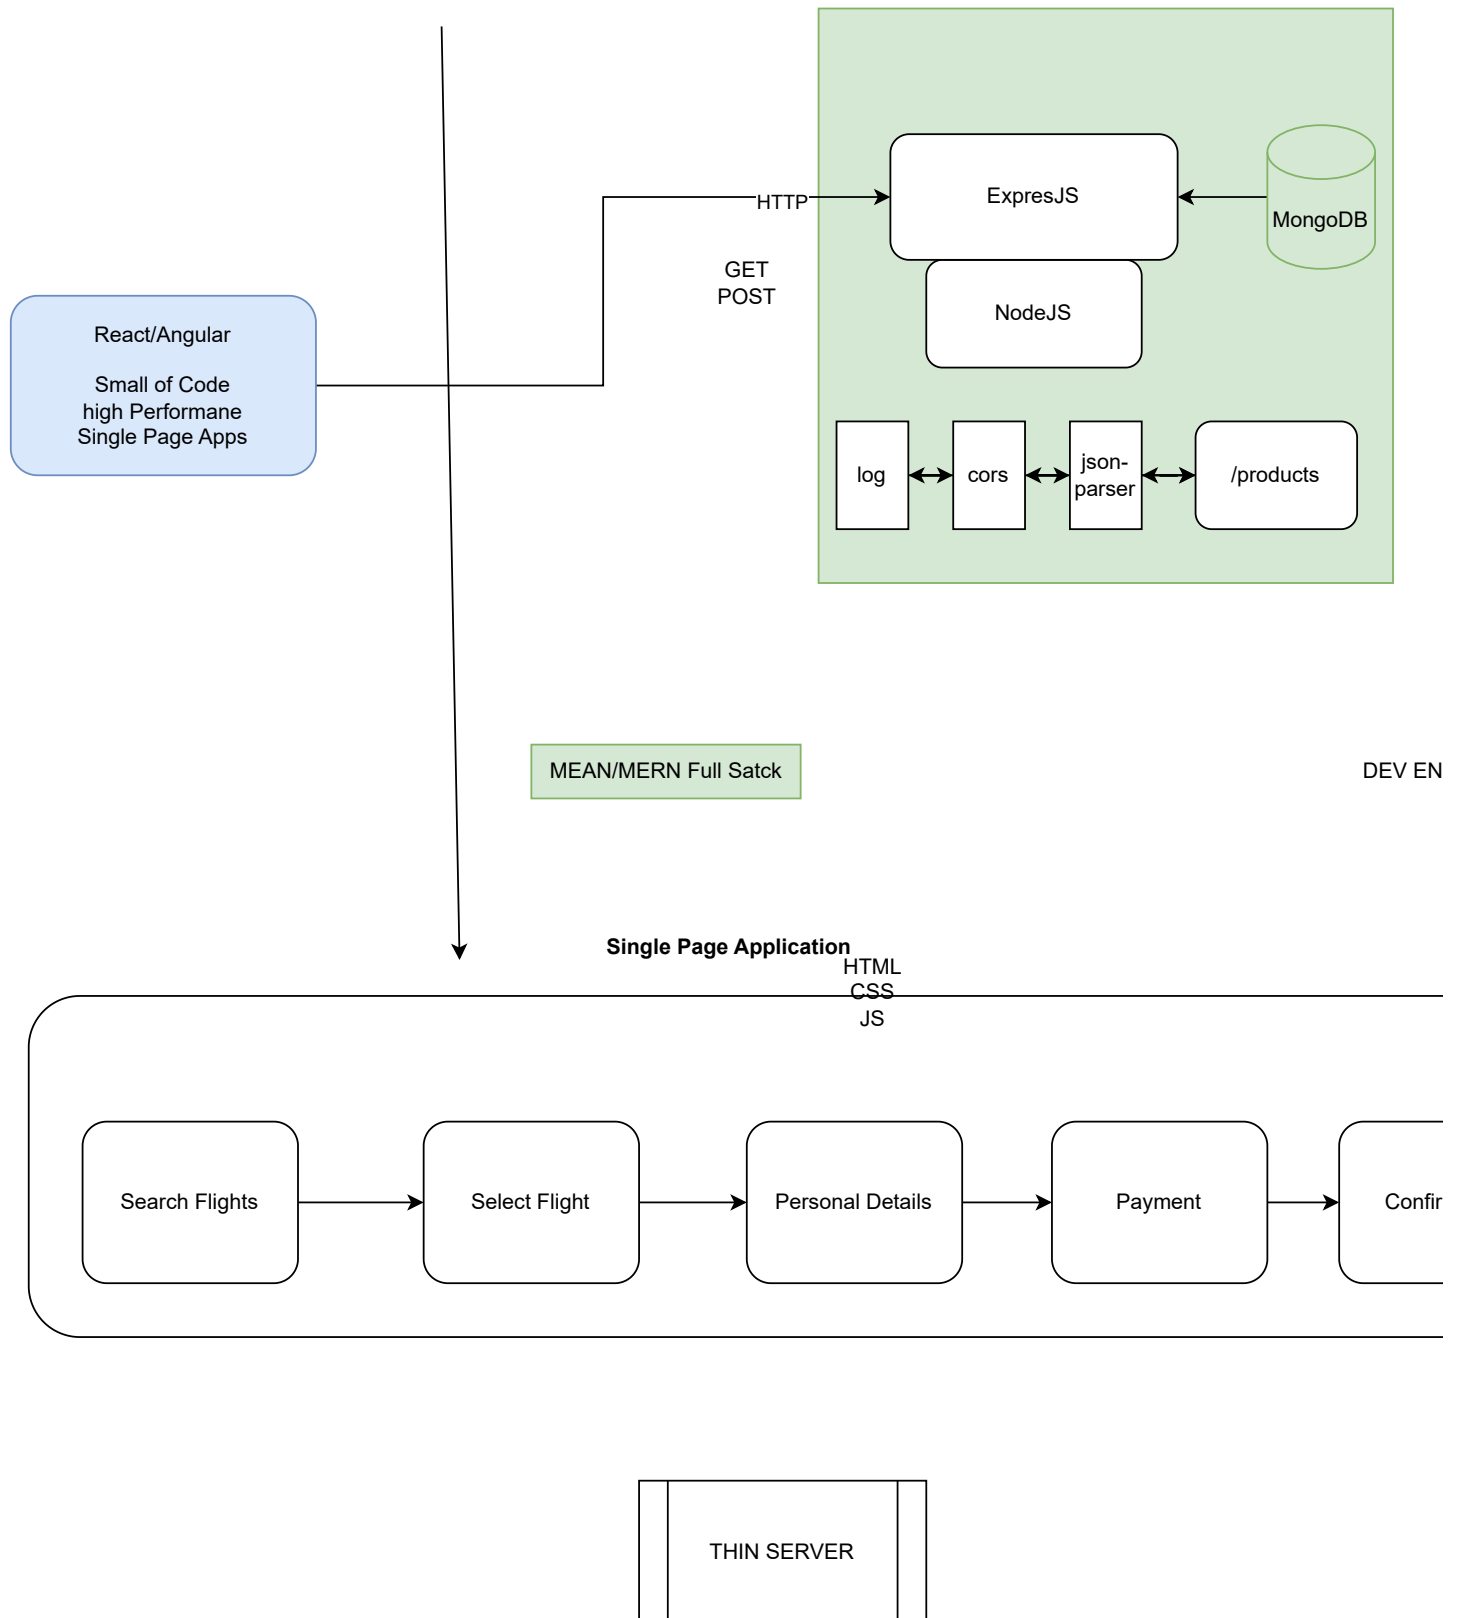 ExpresJS
MongoDB
HTTP
GET
POST
NodeJS
React/Angular
Small of Code
high Performane
Single Page Apps
log
cors
json-
parser
/products
MEAN/MERN Full Satck
DEV EN
Single Page Application
HTML
CSS
JS
Search Flights
Select Flight
Personal Details
Payment
Confir
THIN SERVER